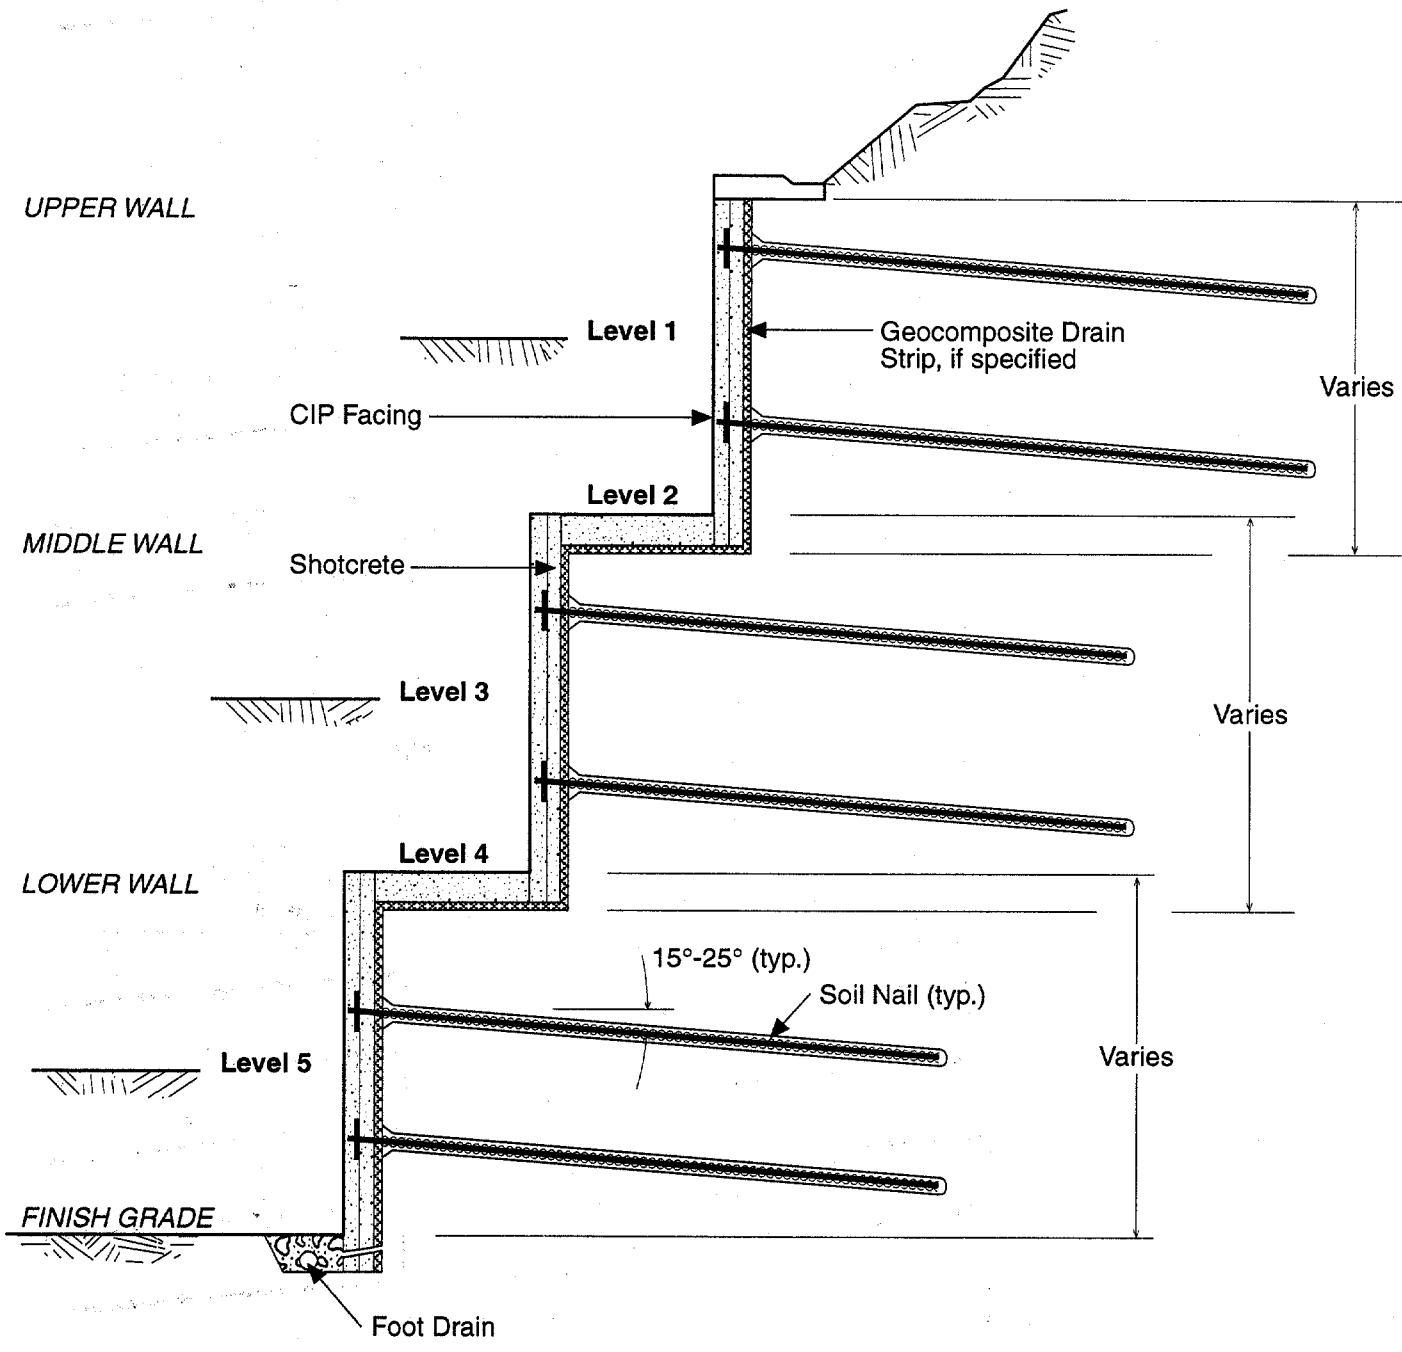 UPPER WALL
Level 1
Geocomposite Drain
Strip, if specified
Varies
CIP Facing
Level 2
MIDDLE WALL
Shotcrete
Level 3
Varies
Level 4
LOWER WALL
15°-25° (typ.)
Soil Nail (typ.)
Level 5
Varies
FINISH GRADE
Foot Drain